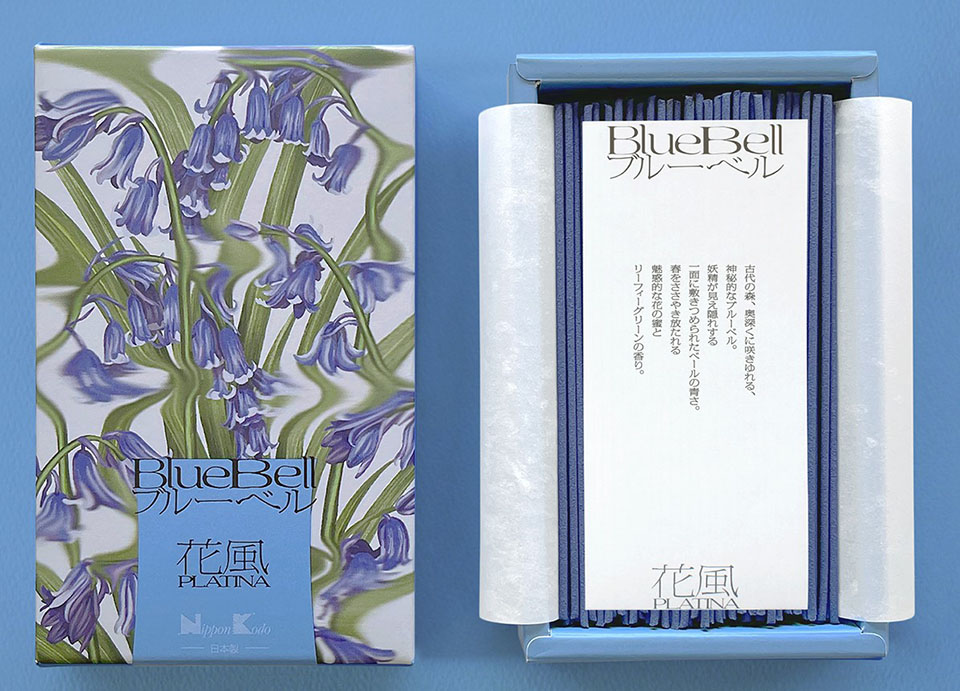 BlueBell
ブルーベル
花風
PLATINA
Nippon Kodo
日本製
BlueBell
ブルーベル
古代の森、奥深くに咲きゆれる、
神秘的なブルーベル。
妖精が見え隠れする
一面に敷きつめられたベールの青さ。
春をささやき放たれる
魅惑的な花の蜜と
リーフィーグリーンの香り。
花風
PLATINA